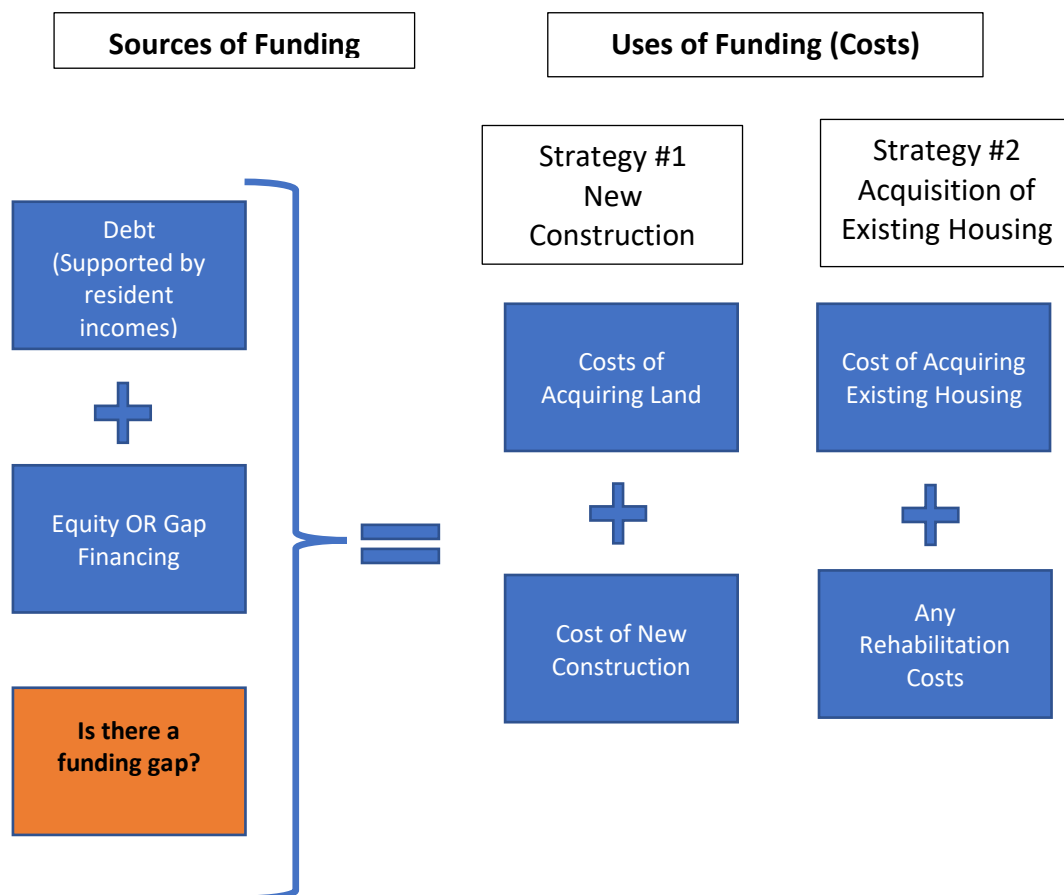 Sources of Funding
Uses of Funding (Costs)
Debt
(Supported by
resident
incomes)
Equity OR Gap
Financing
Is there a
funding gap?
Strategy #1
New
Construction
Costs of
Acquiring Land
Cost of New
Construction
Strategy #2
Acquisition of
Existing Housing
Cost of Acquiring
Existing Housing
Any
Rehabilitation
Costs